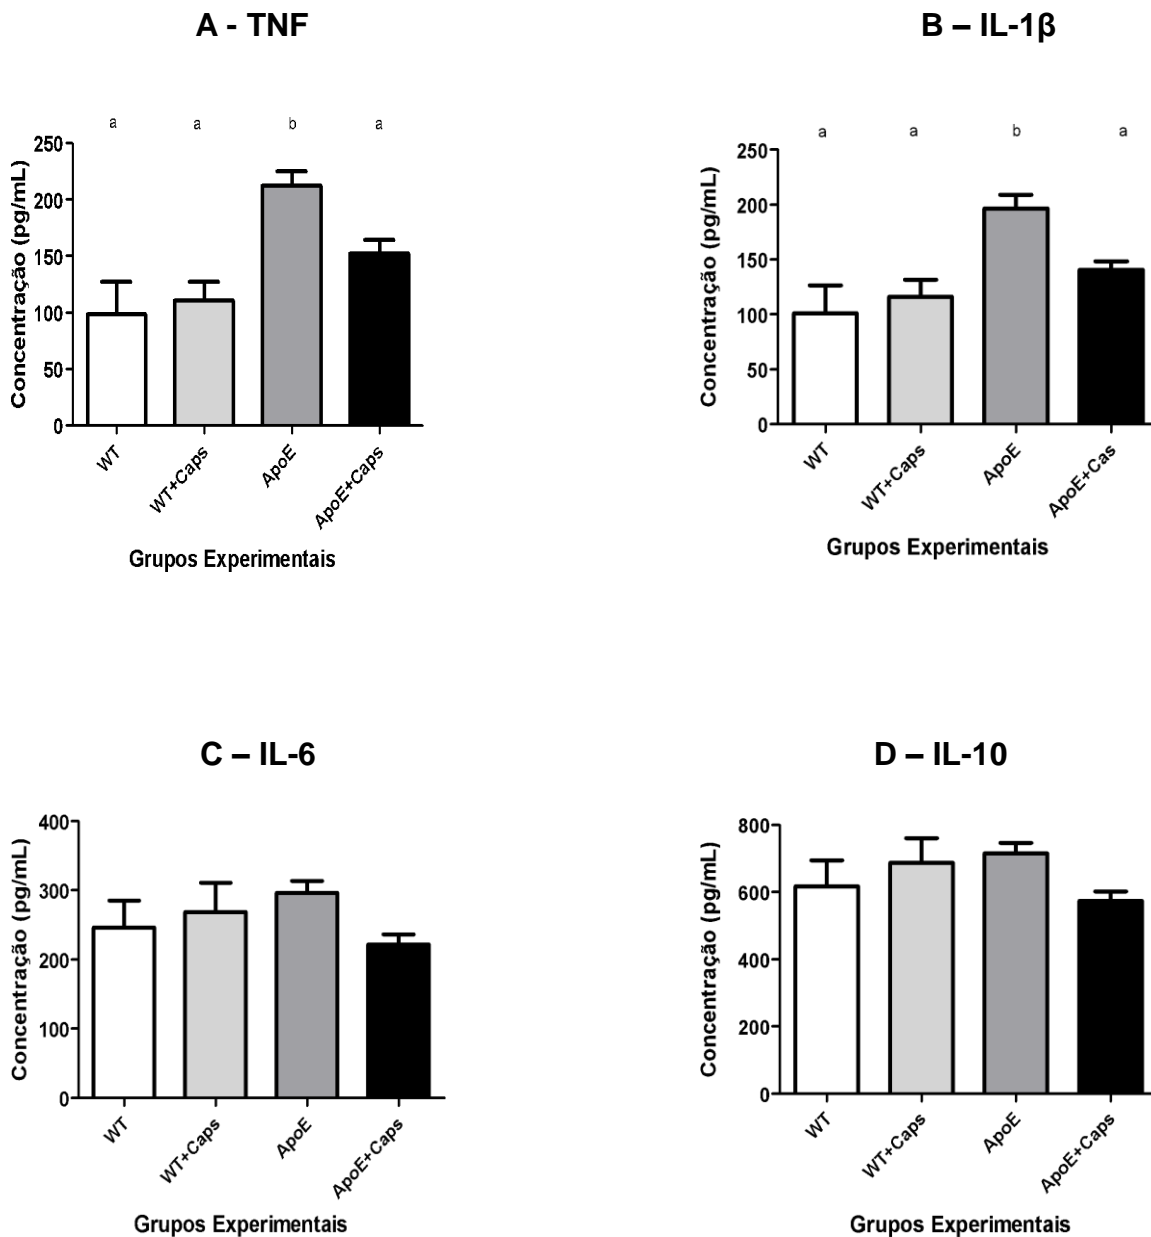 A - TNF
a a b a
Concentração (pg/mL)
250
200
150
100
50
0
WT
WT+Caps
ApoE
ApoE+Caps
Grupos Experimentais
B – IL-1β
a a b a
Concentração (pg/mL)
250
200
150
100
50
0
WT
WT+Caps
ApoE
ApoE+Cas
Grupos Experimentais
C – IL-6
Concentração (pg/mL)
400
300
200
100
0
WT
WT+Caps
ApoE
ApoE+Caps
Grupos Experimentais
D – IL-10
Concentração (pg/mL)
800
600
400
200
0
WT
WT+Caps
ApoE
ApoE+Caps
Grupos Experimentais